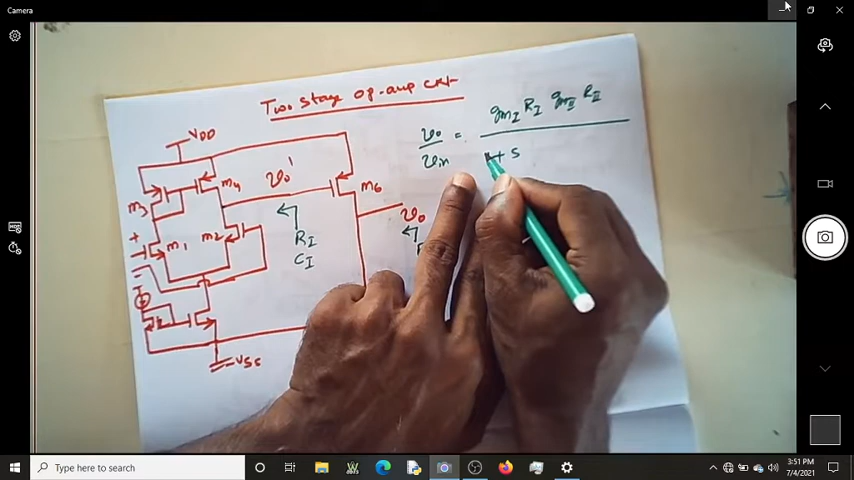 Camera
Two stage op-amp ckt
VDD
gmI RI gmII RII
vo
=
vin
1+ s
m3
m4
vo'
m6
vo
+
m1
m2
RI
CI
-
I
-VSS
Type here to search
3:51 PM
7/4/2021